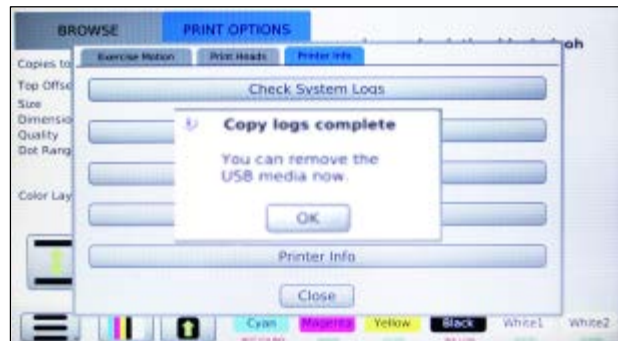 BROWSE
PRINT OPTIONS
Exercise Motion
Print Heads
Printer Info
Copies to
Top Offse
Size
Dimensio
Quality
Dot Rang
Color Lay
Check System Logs
Copy logs complete
You can remove the
USB media now.
OK
Printer Info
Close
Cyan
Magenta
Yellow
Black
White1
White2